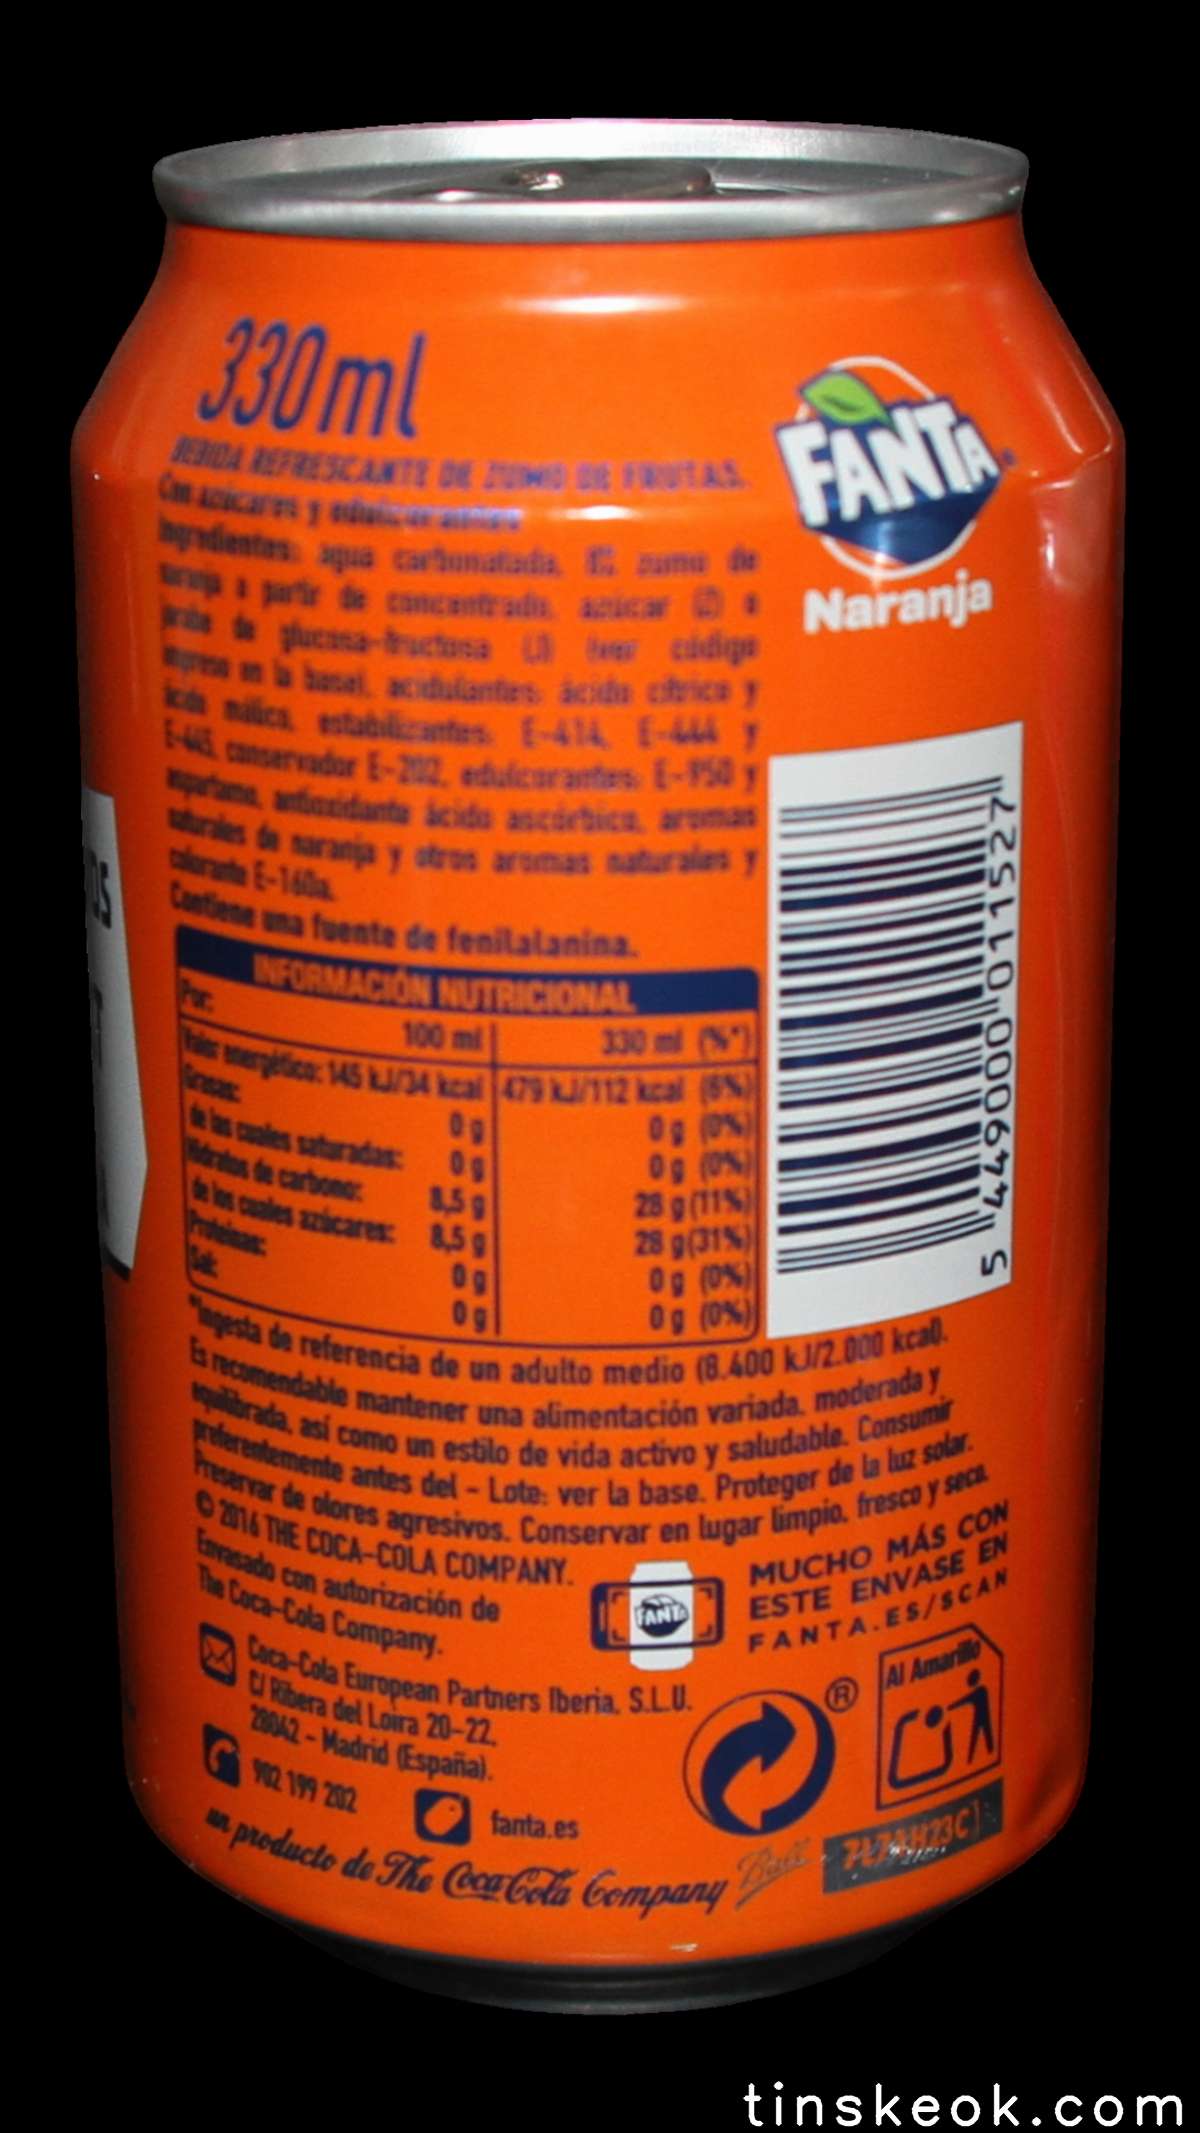 330ml
BEBIDA REFRESCANTE DE ZUMO DE FRUTAS.
Con azúcares y edulcorantes
Ingredientes: agua carbonatada, 8% zumo de
naranja a partir de concentrado, azúcar (2) o
jarabe de glucosa-fructosa (J) (ver código
impreso en la base), acidulantes: ácido cítrico y
ácido málico, estabilizantes: E-414, E-444 y
E-445, conservador E-202, edulcorantes: E-950 y
aspartamo, antioxidante ácido ascórbico, aromas
naturales de naranja y otros aromas naturales y
colorante E-160a.
Contiene una fuente de fenilalanina.
FANTA
Naranja
INFORMACIÓN NUTRICIONAL
Por: 100 ml 330 ml (%*)
Valor energético: 145 kJ/34 kcal 479 kJ/112 kcal (6%)
Grasas: 0 g 0 g (0%)
de las cuales saturadas: 0 g 0 g (0%)
Hidratos de carbono: 8,5 g 28 g (11%)
de los cuales azúcares: 8,5 g 28 g (31%)
Proteínas: 0 g 0 g (0%)
Sal: 0 g 0 g (0%)
5 449000 011527
*Ingesta de referencia de un adulto medio (8.400 kJ/2.000 kcal).
Es recomendable mantener una alimentación variada, moderada y
equilibrada, así como un estilo de vida activo y saludable. Consumir
preferentemente antes del - Lote: ver la base. Proteger de la luz solar.
Preservar de olores agresivos. Conservar en lugar limpio, fresco y seco.
© 2016 THE COCA-COLA COMPANY.
Envasado con autorización de
The Coca-Cola Company.
FANTA
MUCHO MÁS CON
ESTE ENVASE EN
FANTA.ES/SCAN
Coca-Cola European Partners Iberia, S.L.U.
C/ Ribera del Loira 20-22,
28042 - Madrid (España).
902 199 202
fanta.es
®
Al Amarillo
un producto de The Coca-Cola Company
Ball
tinskeok.com